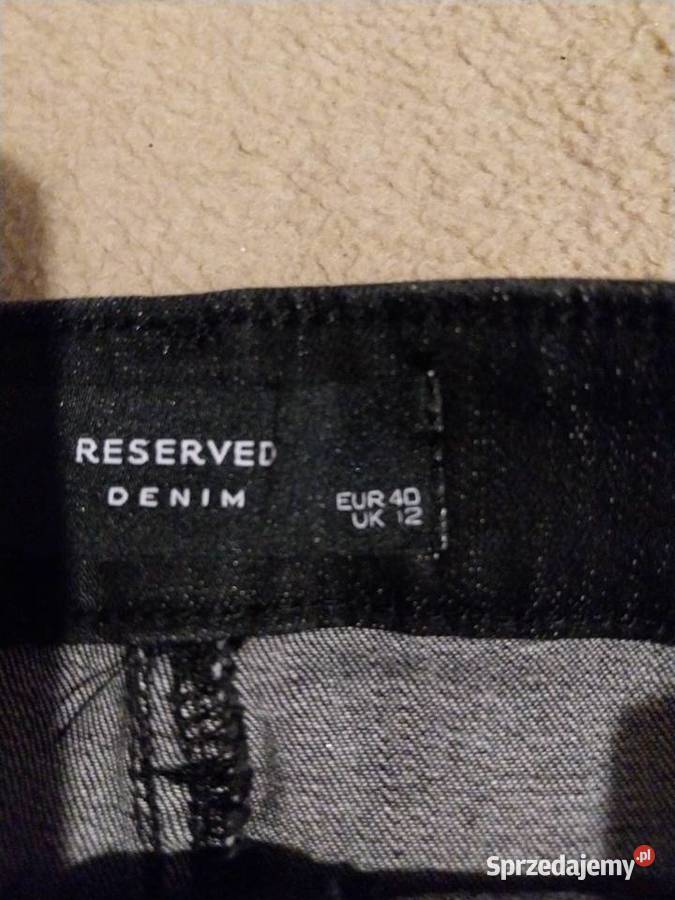 RESERVED
DENIM
EUR 40
UK 12
Sprzedajemy.pl